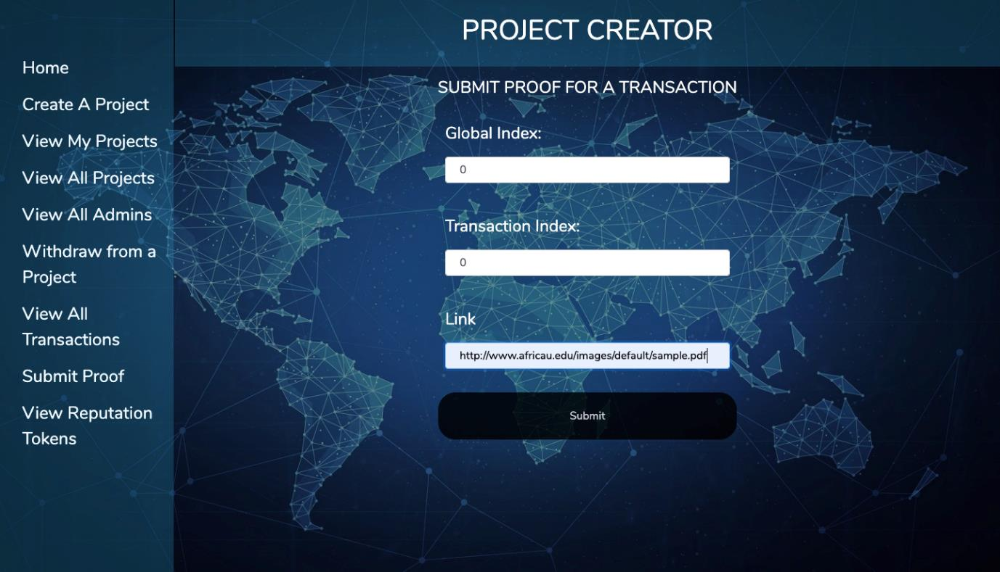 PROJECT CREATOR
Home
Create A Project
View My Projects
View All Projects
View All Admins
Withdraw from a
Project
View All
Transactions
Submit Proof
View Reputation
Tokens
SUBMIT PROOF FOR A TRANSACTION
Global Index:
0
Transaction Index:
0
Link
http://www.africau.edu/images/default/sample.pdf
Submit